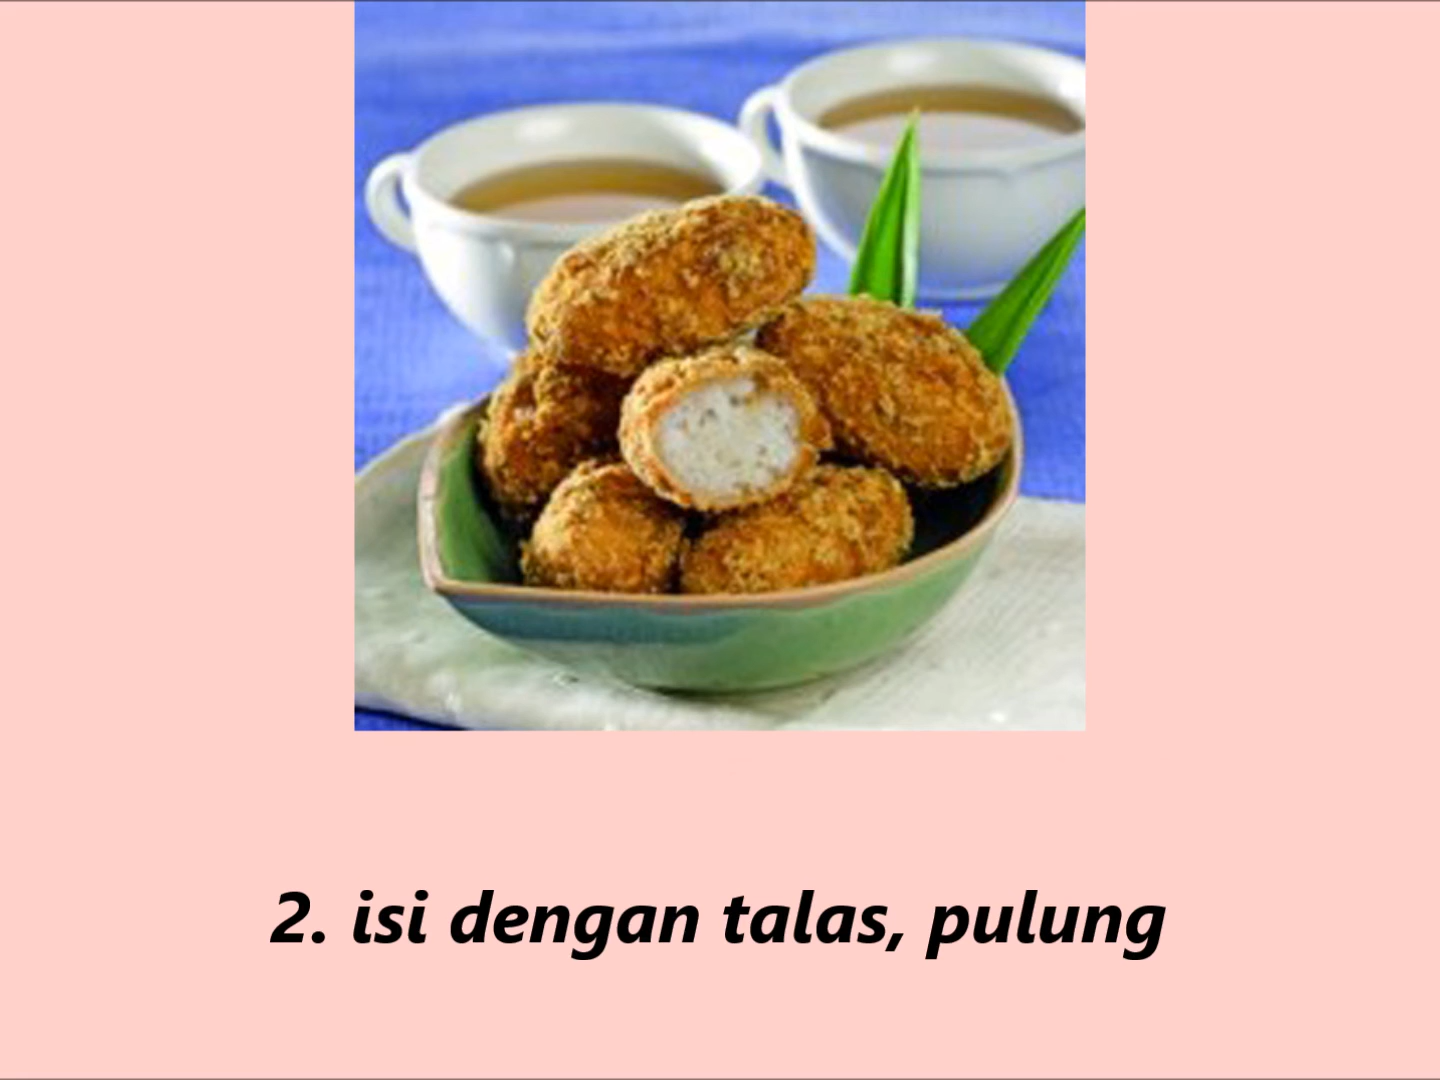 2. isi dengan talas, pulung